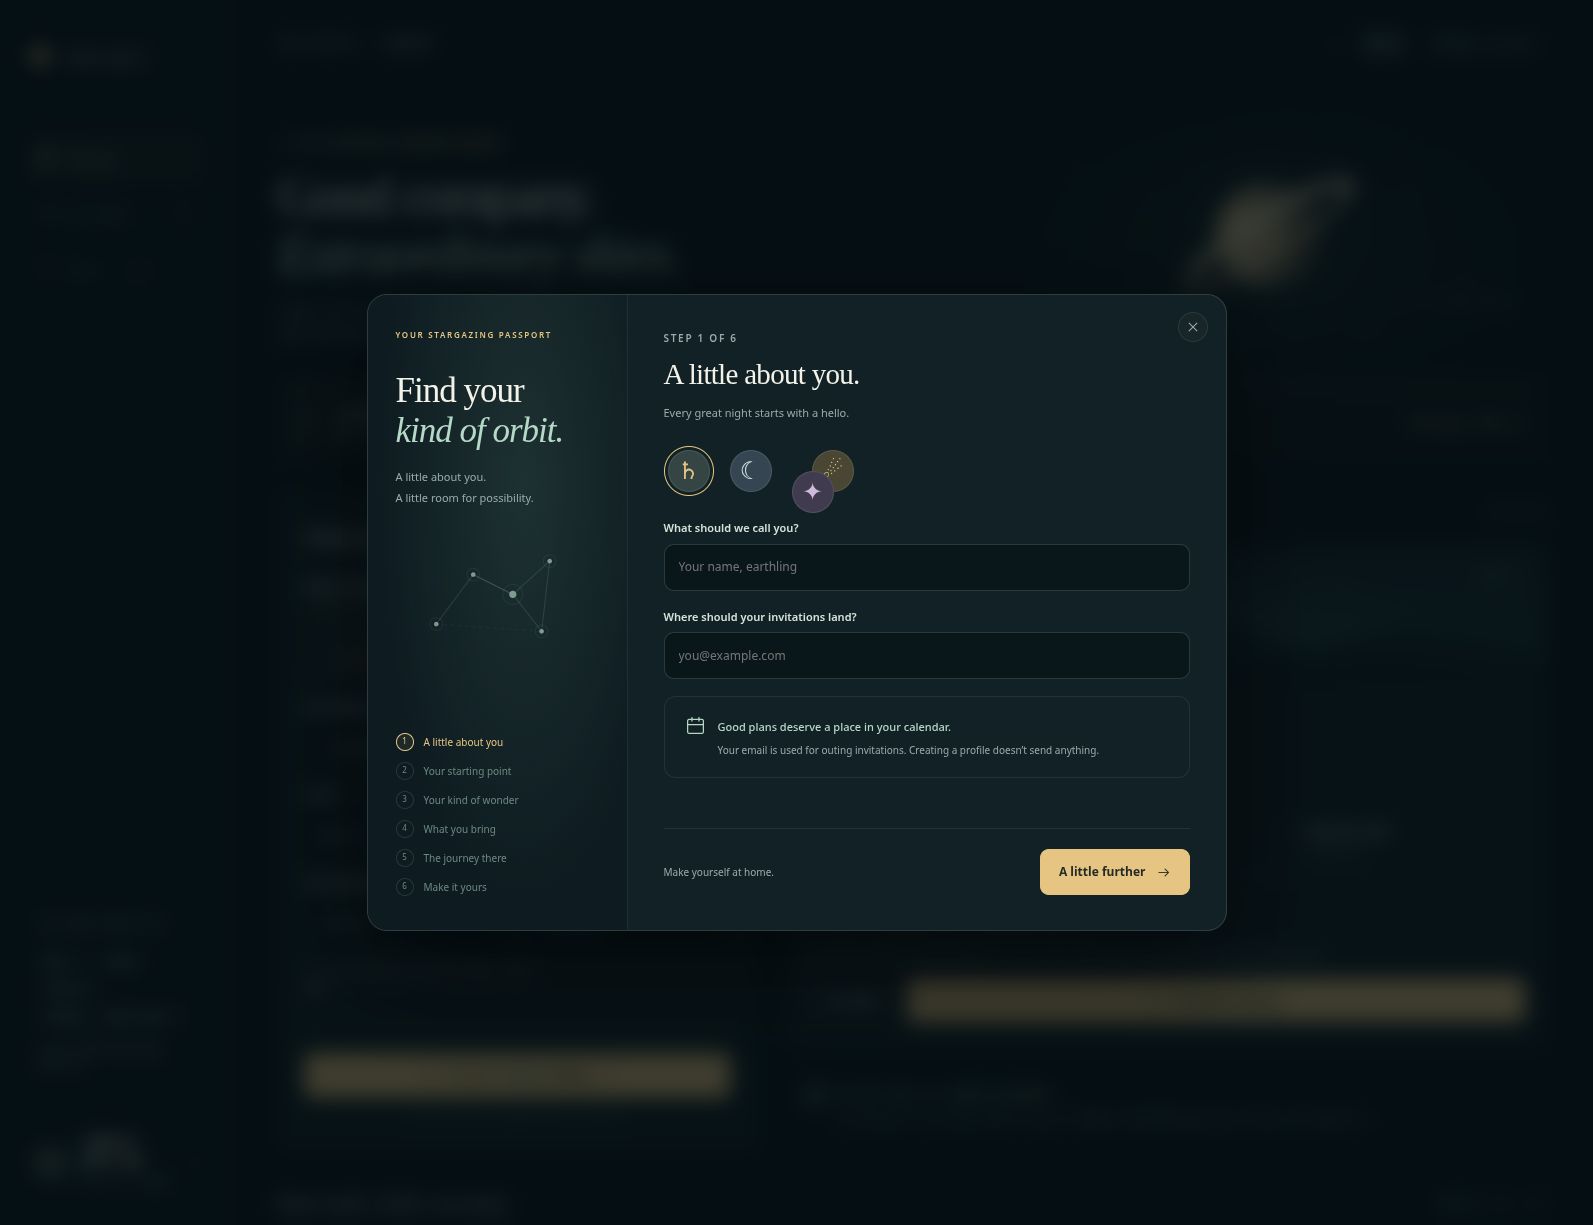 YOUR STARGAZING PASSPORT
Find your
kind of orbit.
A little about you.
A little room for possibility.
1 A little about you
2 Your starting point
3 Your kind of wonder
4 What you bring
5 The journey there
6 Make it yours
STEP 1 OF 6
A little about you.
Every great night starts with a hello.
What should we call you?
Your name, earthling
Where should your invitations land?
you@example.com
Good plans deserve a place in your calendar.
Your email is used for outing invitations. Creating a profile doesn’t send anything.
Make yourself at home.
A little further →